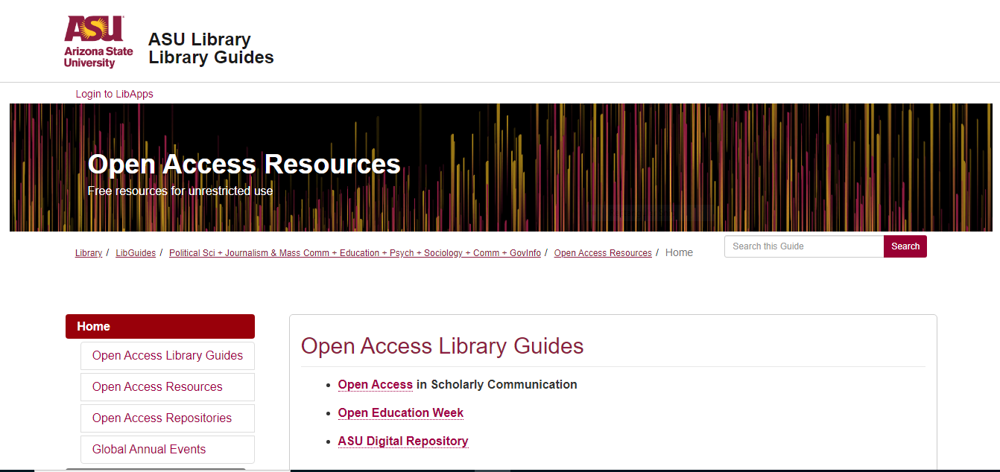 ASU
Arizona State
University
ASU Library
Library Guides
Login to LibApps
Open Access Resources
Free resources for unrestricted use
Library / LibGuides / Political Sci + Journalism & Mass Comm + Education + Psych + Sociology + Comm + GovInfo / Open Access Resources / Home
Search this Guide
Search
Home
Open Access Library Guides
Open Access Resources
Open Access Repositories
Global Annual Events
Open Access Library Guides
Open Access in Scholarly Communication
Open Education Week
ASU Digital Repository